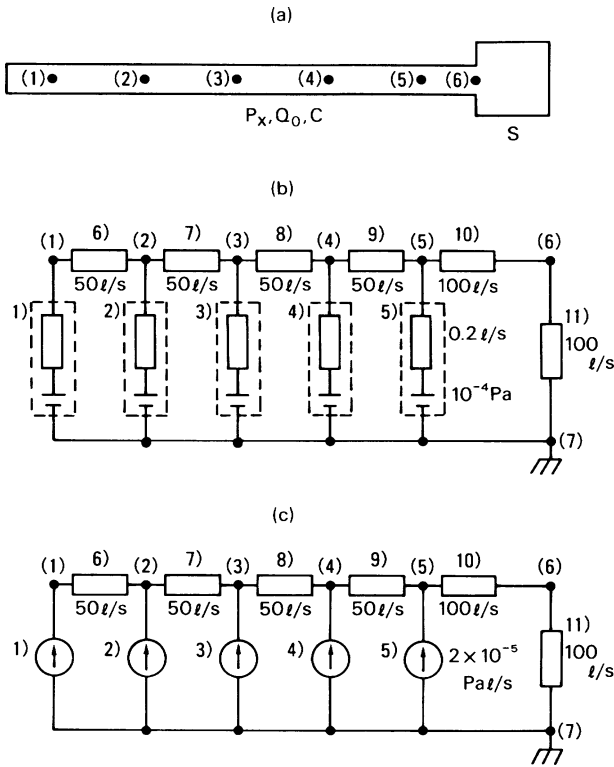 (a)
(1) (2) (3) (4) (5) (6)
Pₓ, Q₀, C
S
(b)
6) 7) 8) 9) 10)
(1) (2) (3) (4) (5) (6)
50ℓ/s 50ℓ/s 50ℓ/s 50ℓ/s 100ℓ/s
1) 2) 3) 4) 5) 0.2ℓ/s 11)
100
ℓ/s
10⁻⁴Pa
(7)
(c)
6) 7) 8) 9) 10)
(1) (2) (3) (4) (5) (6)
50ℓ/s 50ℓ/s 50ℓ/s 50ℓ/s 100ℓ/s
1) 2) 3) 4) 5) 2 × 10⁻⁵ 11)
Paℓ/s 100
ℓ/s
(7)